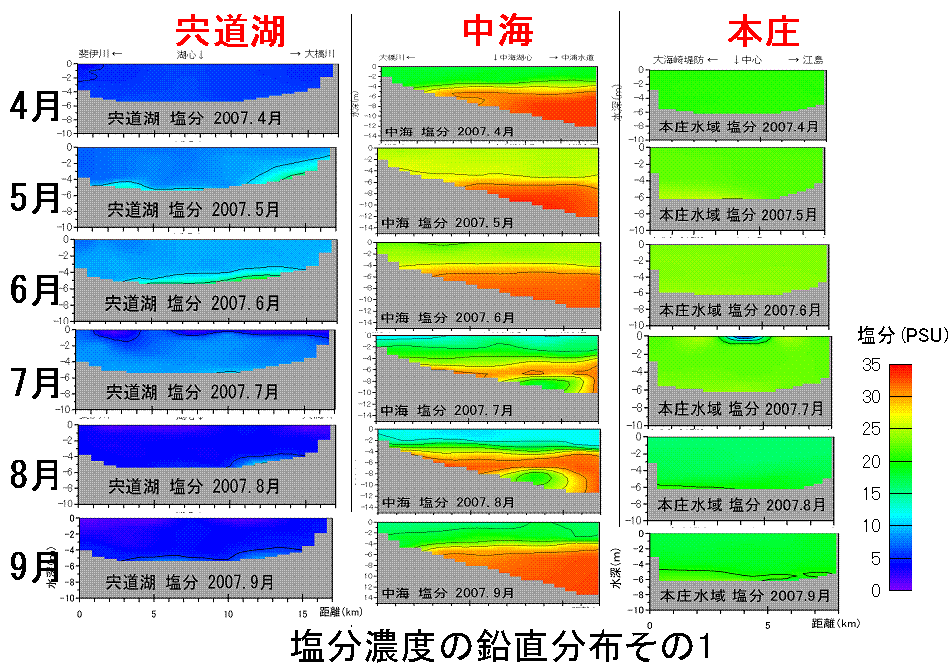 宍道湖 中海 本庄
斐伊川 ← 湖心↓ → 大橋川 大橋川← ↓中海湖心 → 中浦水道 大海崎堤防 ← ↓中心 → 江島
4月 宍道湖 塩分 2007.4月 中海 塩分 2007.4月 本庄水域 塩分 2007.4月
5月 宍道湖 塩分 2007.5月 中海 塩分 2007.5月 本庄水域 塩分 2007.5月
6月 宍道湖 塩分 2007.6月 中海 塩分 2007.6月 本庄水域 塩分 2007.6月
7月 宍道湖 塩分 2007.7月 中海 塩分 2007.7月 本庄水域 塩分 2007.7月
8月 宍道湖 塩分 2007.8月 中海 塩分 2007.8月 本庄水域 塩分 2007.8月
9月 宍道湖 塩分 2007.9月 中海 塩分 2007.9月 本庄水域 塩分 2007.9月
水深(m)
0 5 10 15 距離(km)
0 5 距離(km)
塩分(PSU)
35
30
25
20
15
10
5
0
塩分濃度の鉛直分布その1